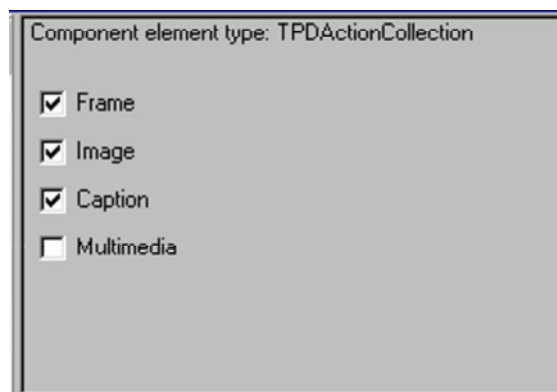 Component element type: TPDActionCollection
Frame
Image
Caption
Multimedia